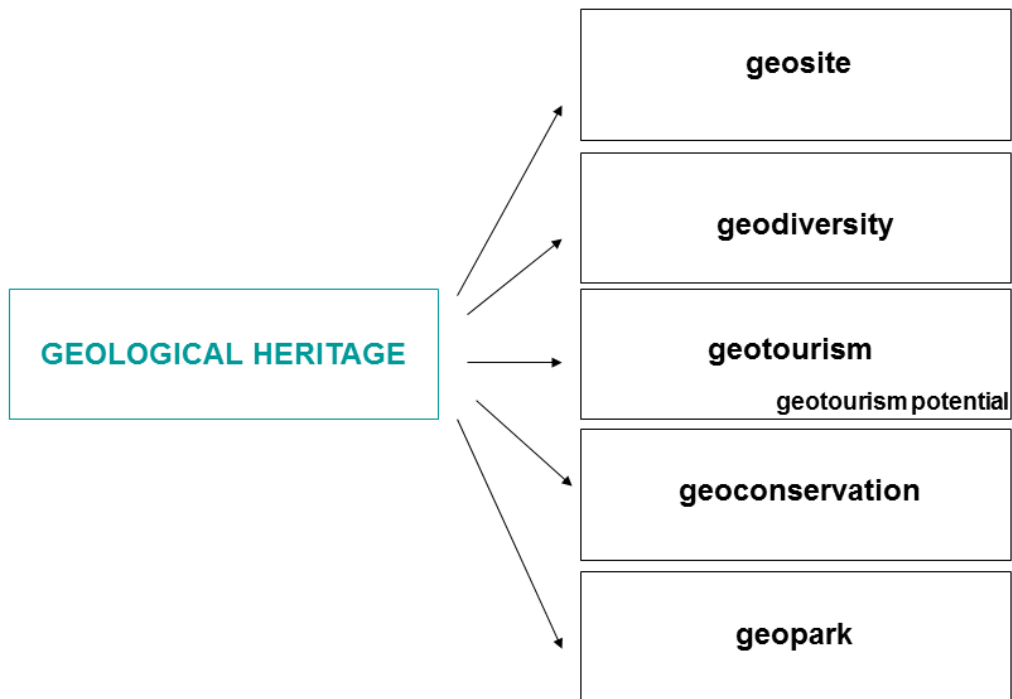 geosite
geodiversity
GEOLOGICAL HERITAGE
geotourism
geotourism potential
geoconservation
geopark